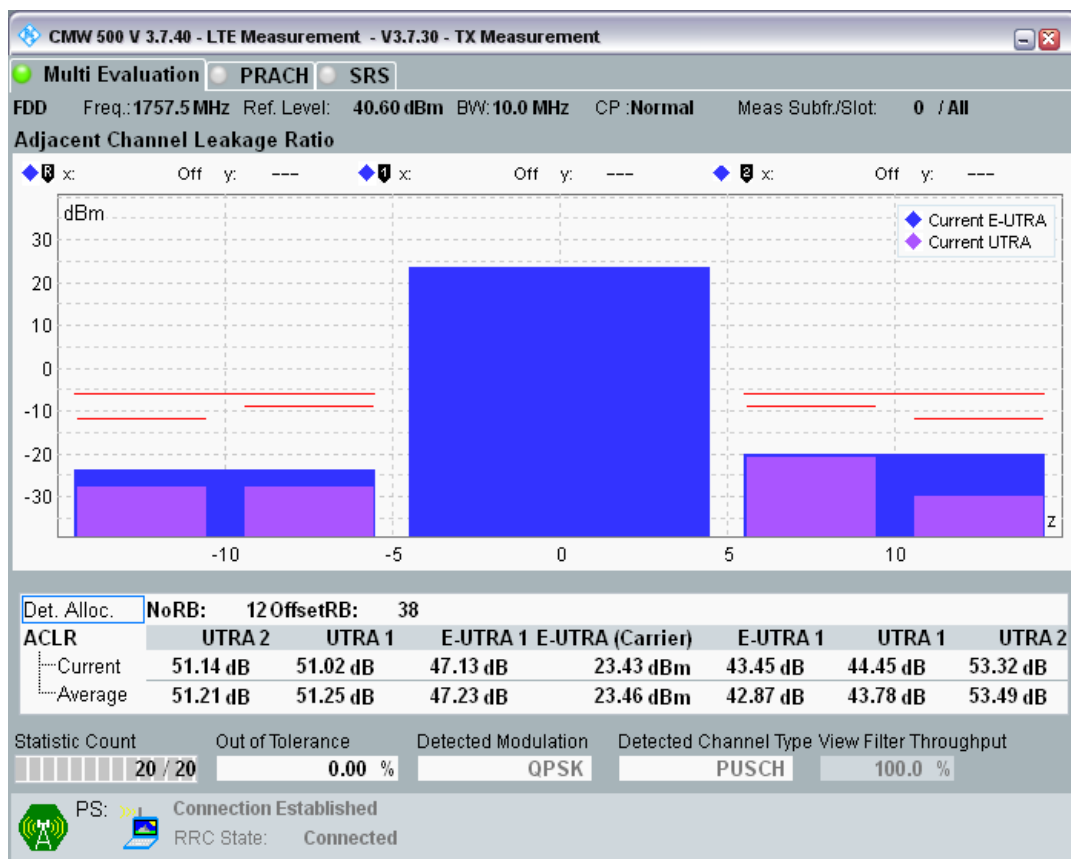 CMW 500 V 3.7.40 - LTE Measurement - V3.7.30 - TX Measurement
Multi Evaluation PRACH SRS
FDD Freq.: 1757.5 MHz Ref. Level: 40.60 dBm BW: 10.0 MHz CP :Normal Meas Subfr./Slot: 0 / All
Adjacent Channel Leakage Ratio
R x: Off y: --- 1 x: Off y: --- 2 x: Off y: ---
dBm
Current E-UTRA
Current UTRA
30
20
10
0
-10
-20
-30
z
-10 -5 0 5 10
Det. Alloc. NoRB: 12 OffsetRB: 38
ACLR UTRA 2 UTRA 1 E-UTRA 1 E-UTRA (Carrier) E-UTRA 1 UTRA 1 UTRA 2
Current 51.14 dB 51.02 dB 47.13 dB 23.43 dBm 43.45 dB 44.45 dB 53.32 dB
Average 51.21 dB 51.25 dB 47.23 dB 23.46 dBm 42.87 dB 43.78 dB 53.49 dB
Statistic Count Out of Tolerance Detected Modulation Detected Channel Type View Filter Throughput
20 / 20 0.00 % QPSK PUSCH 100.0 %
PS: Connection Established
RRC State: Connected